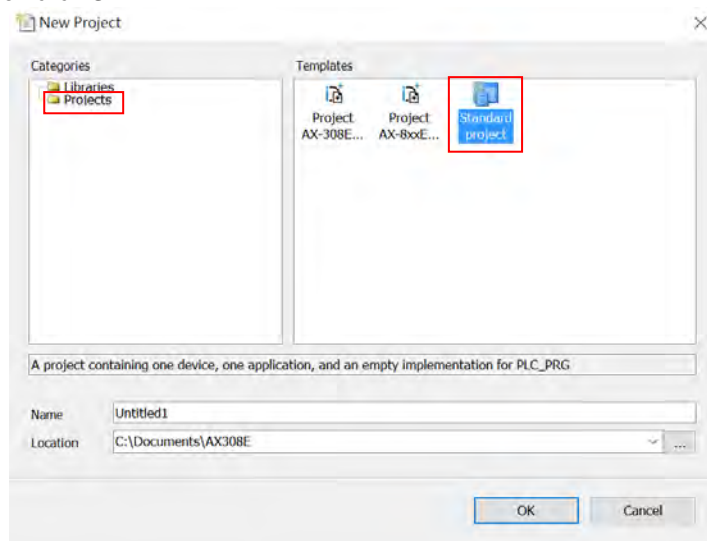 New Project
Categories
Templates
Libraries
Projects
Project
AX-308E...
Project
AX-8xxE...
Standard
project
A project containing one device, one application, and an empty implementation for PLC_PRG
Name
Untitled1
Location
C:\Documents\AX308E
...
OK
Cancel